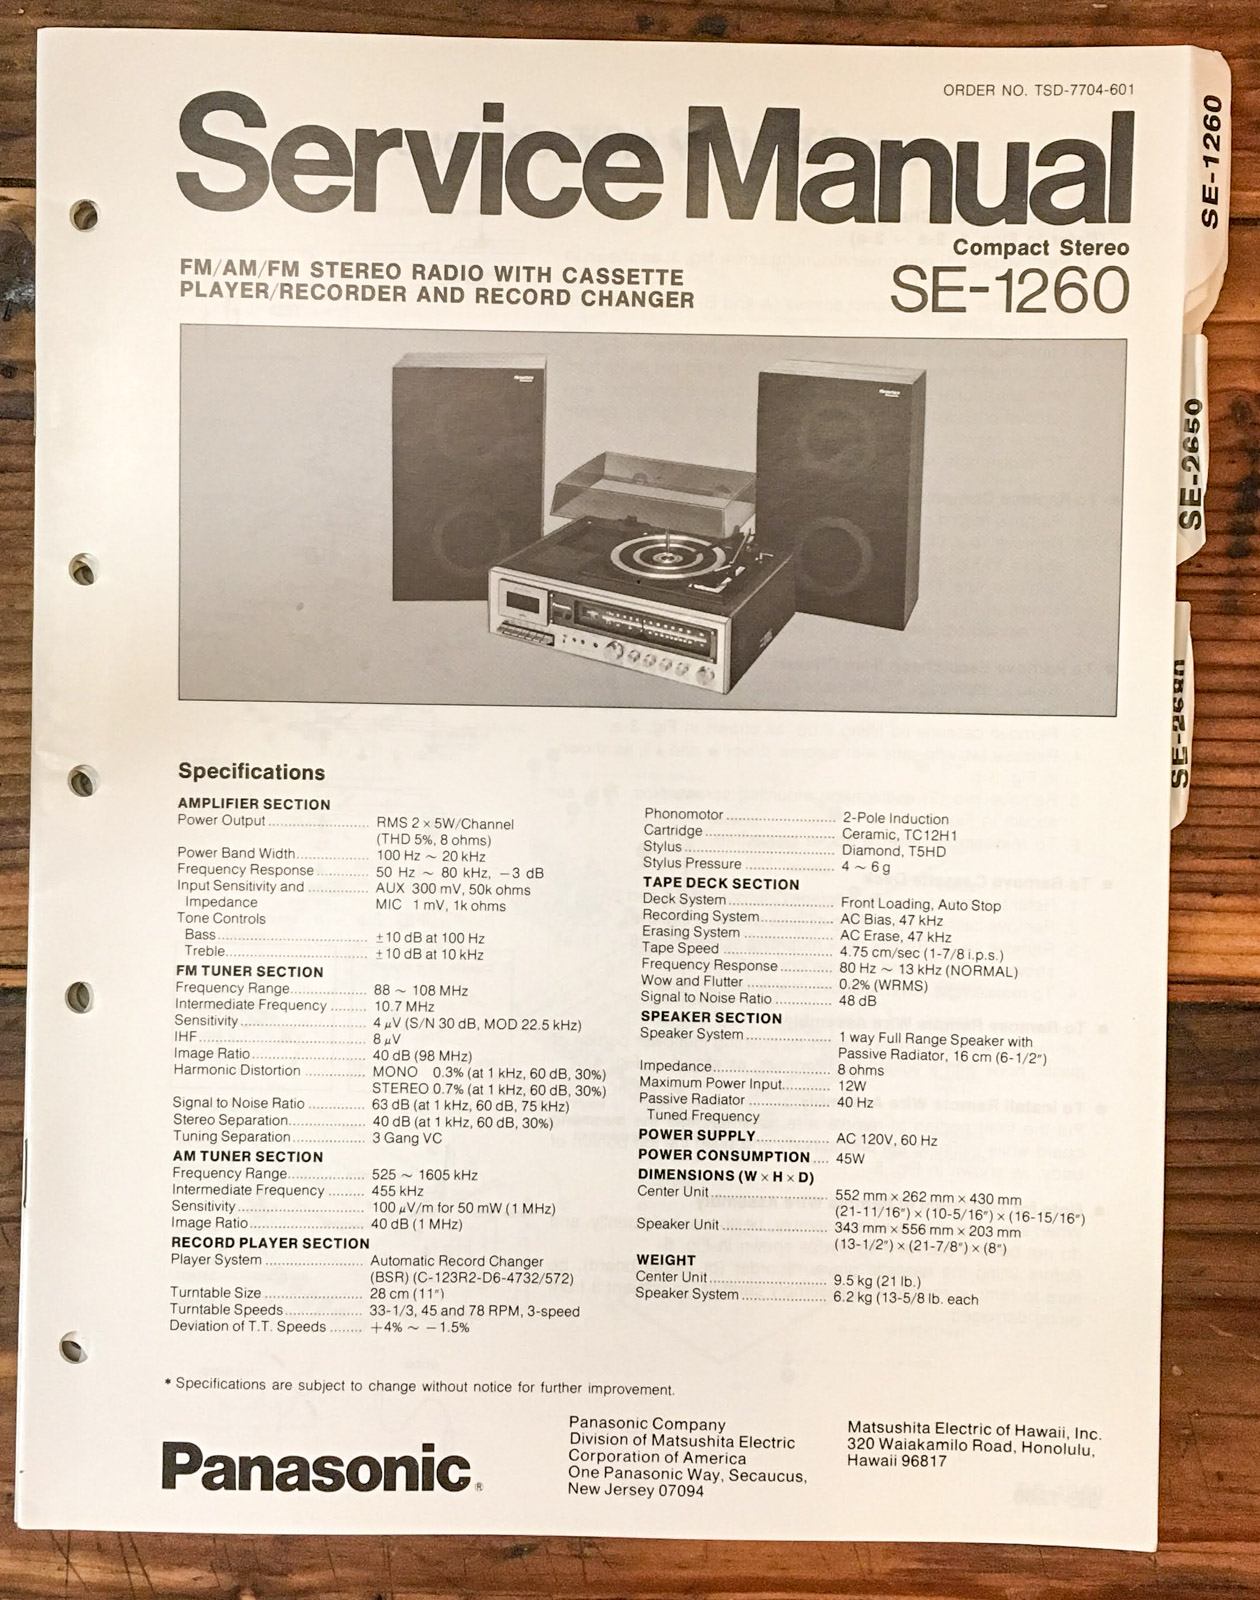 ORDER NO. TSD-7704-601
Service Manual
Compact Stereo
SE-1260
FM/AM/FM STEREO RADIO WITH CASSETTE
PLAYER/RECORDER AND RECORD CHANGER
SE-1260
SE-2650
SE-2680
Specifications
AMPLIFIER SECTION
Power Output ........................ RMS 2 × 5W/Channel
(THD 5%, 8 ohms)
Power Band Width ................. 100 Hz ~ 20 kHz
Frequency Response ............. 50 Hz ~ 80 kHz, −3 dB
Input Sensitivity and .............. AUX 300 mV, 50k ohms
Impedance MIC 1 mV, 1k ohms
Tone Controls
Bass ................................... ±10 dB at 100 Hz
Treble ................................. ±10 dB at 10 kHz
FM TUNER SECTION
Frequency Range .................. 88 ~ 108 MHz
Intermediate Frequency ........ 10.7 MHz
Sensitivity .............................. 4 µV (S/N 30 dB, MOD 22.5 kHz)
IHF ........................................ 8 µV
Image Ratio ........................... 40 dB (98 MHz)
Harmonic Distortion .............. MONO 0.3% (at 1 kHz, 60 dB, 30%)
STEREO 0.7% (at 1 kHz, 60 dB, 30%)
Signal to Noise Ratio ............. 63 dB (at 1 kHz, 60 dB, 75 kHz)
Stereo Separation .................. 40 dB (at 1 kHz, 60 dB, 30%)
Tuning Separation ................. 3 Gang VC
AM TUNER SECTION
Frequency Range .................. 525 ~ 1605 kHz
Intermediate Frequency ........ 455 kHz
Sensitivity .............................. 100 µV/m for 50 mW (1 MHz)
Image Ratio ........................... 40 dB (1 MHz)
RECORD PLAYER SECTION
Player System ........................ Automatic Record Changer
(BSR) (C-123R2-D6-4732/572)
Turntable Size ........................ 28 cm (11″)
Turntable Speeds ................... 33-1/3, 45 and 78 RPM, 3-speed
Deviation of T.T. Speeds ........ +4% ~ −1.5%
Phonomotor .......................... 2-Pole Induction
Cartridge ............................... Ceramic, TC12H1
Stylus .................................... Diamond, T5HD
Stylus Pressure ..................... 4 ~ 6 g
TAPE DECK SECTION
Deck System ......................... Front Loading, Auto Stop
Recording System ................. AC Bias, 47 kHz
Erasing System ..................... AC Erase, 47 kHz
Tape Speed .......................... 4.75 cm/sec (1-7/8 i.p.s.)
Frequency Response ............ 80 Hz ~ 13 kHz (NORMAL)
Wow and Flutter ................... 0.2% (WRMS)
Signal to Noise Ratio ............. 48 dB
SPEAKER SECTION
Speaker System .................... 1 way Full Range Speaker with
Passive Radiator, 16 cm (6-1/2″)
Impedance ............................ 8 ohms
Maximum Power Input ........... 12W
Passive Radiator ................... 40 Hz
Tuned Frequency
POWER SUPPLY ................. AC 120V, 60 Hz
POWER CONSUMPTION .... 45W
DIMENSIONS (W × H × D)
Center Unit ........................... 552 mm × 262 mm × 430 mm
(21-11/16″) × (10-5/16″) × (16-15/16″)
Speaker Unit ......................... 343 mm × 556 mm × 203 mm
(13-1/2″) × (21-7/8″) × (8″)
WEIGHT
Center Unit ........................... 9.5 kg (21 lb.)
Speaker System .................... 6.2 kg (13-5/8 lb. each
* Specifications are subject to change without notice for further improvement.
Panasonic®
Panasonic Company
Division of Matsushita Electric
Corporation of America
One Panasonic Way, Secaucus,
New Jersey 07094
Matsushita Electric of Hawaii, Inc.
320 Waiakamilo Road, Honolulu,
Hawaii 96817